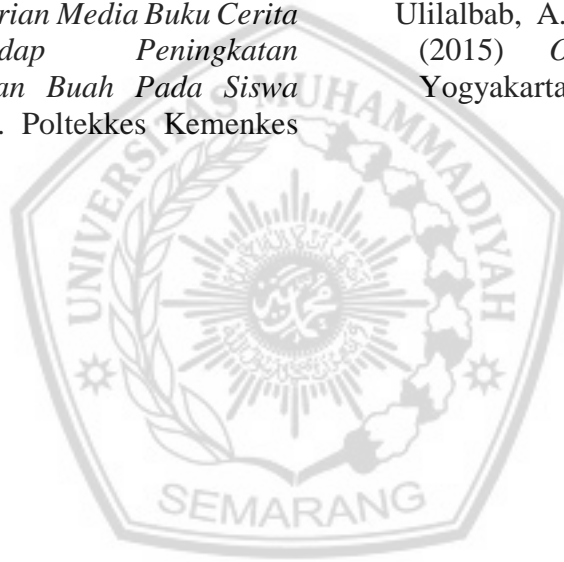 rian Media Buku Cerita
dap Peningkatan
an Buah Pada Siswa
. Poltekkes Kemenkes
Ulilalbab, A.
(2015) O
Yogyakarta
UNIVERSITAS MUHAMMADIYAH
SEMARANG